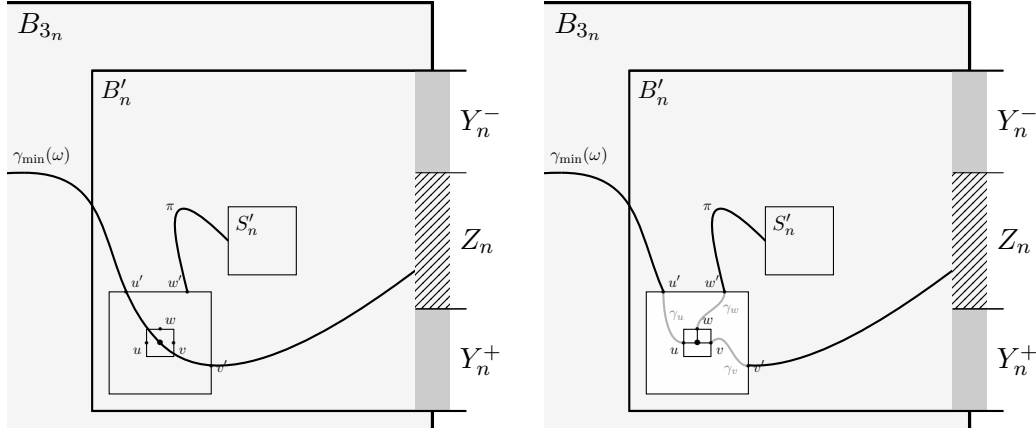 B_{3_n}
B'_n
Y_n^-
γ_min(ω)
π
S'_n
Z_n
u'
w'
w
u
v
v'
Y_n^+
B_{3_n}
B'_n
Y_n^-
γ_min(ω)
π
S'_n
Z_n
u'
w'
γ_u
γ_w
w
u
v
γ_v
v'
Y_n^+